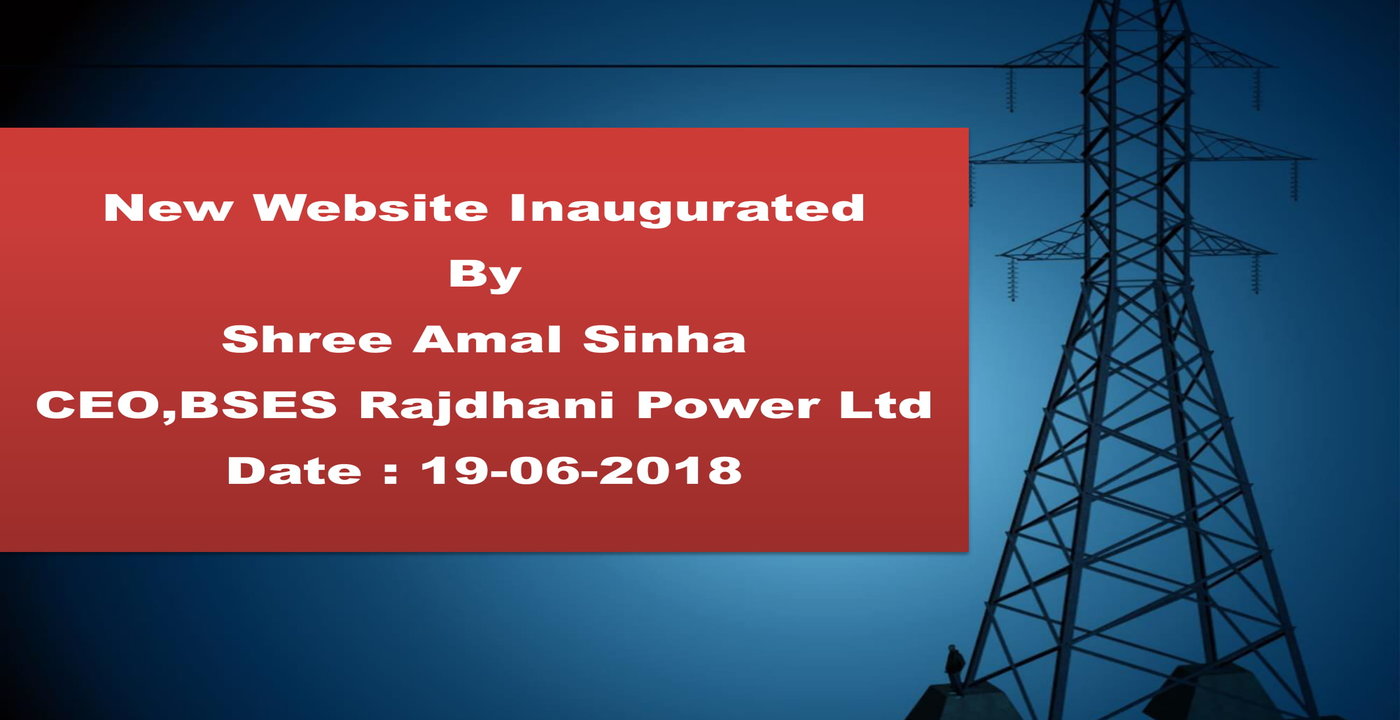 New Website Inaugurated
By
Shree Amal Sinha
CEO,BSES Rajdhani Power Ltd
Date : 19-06-2018